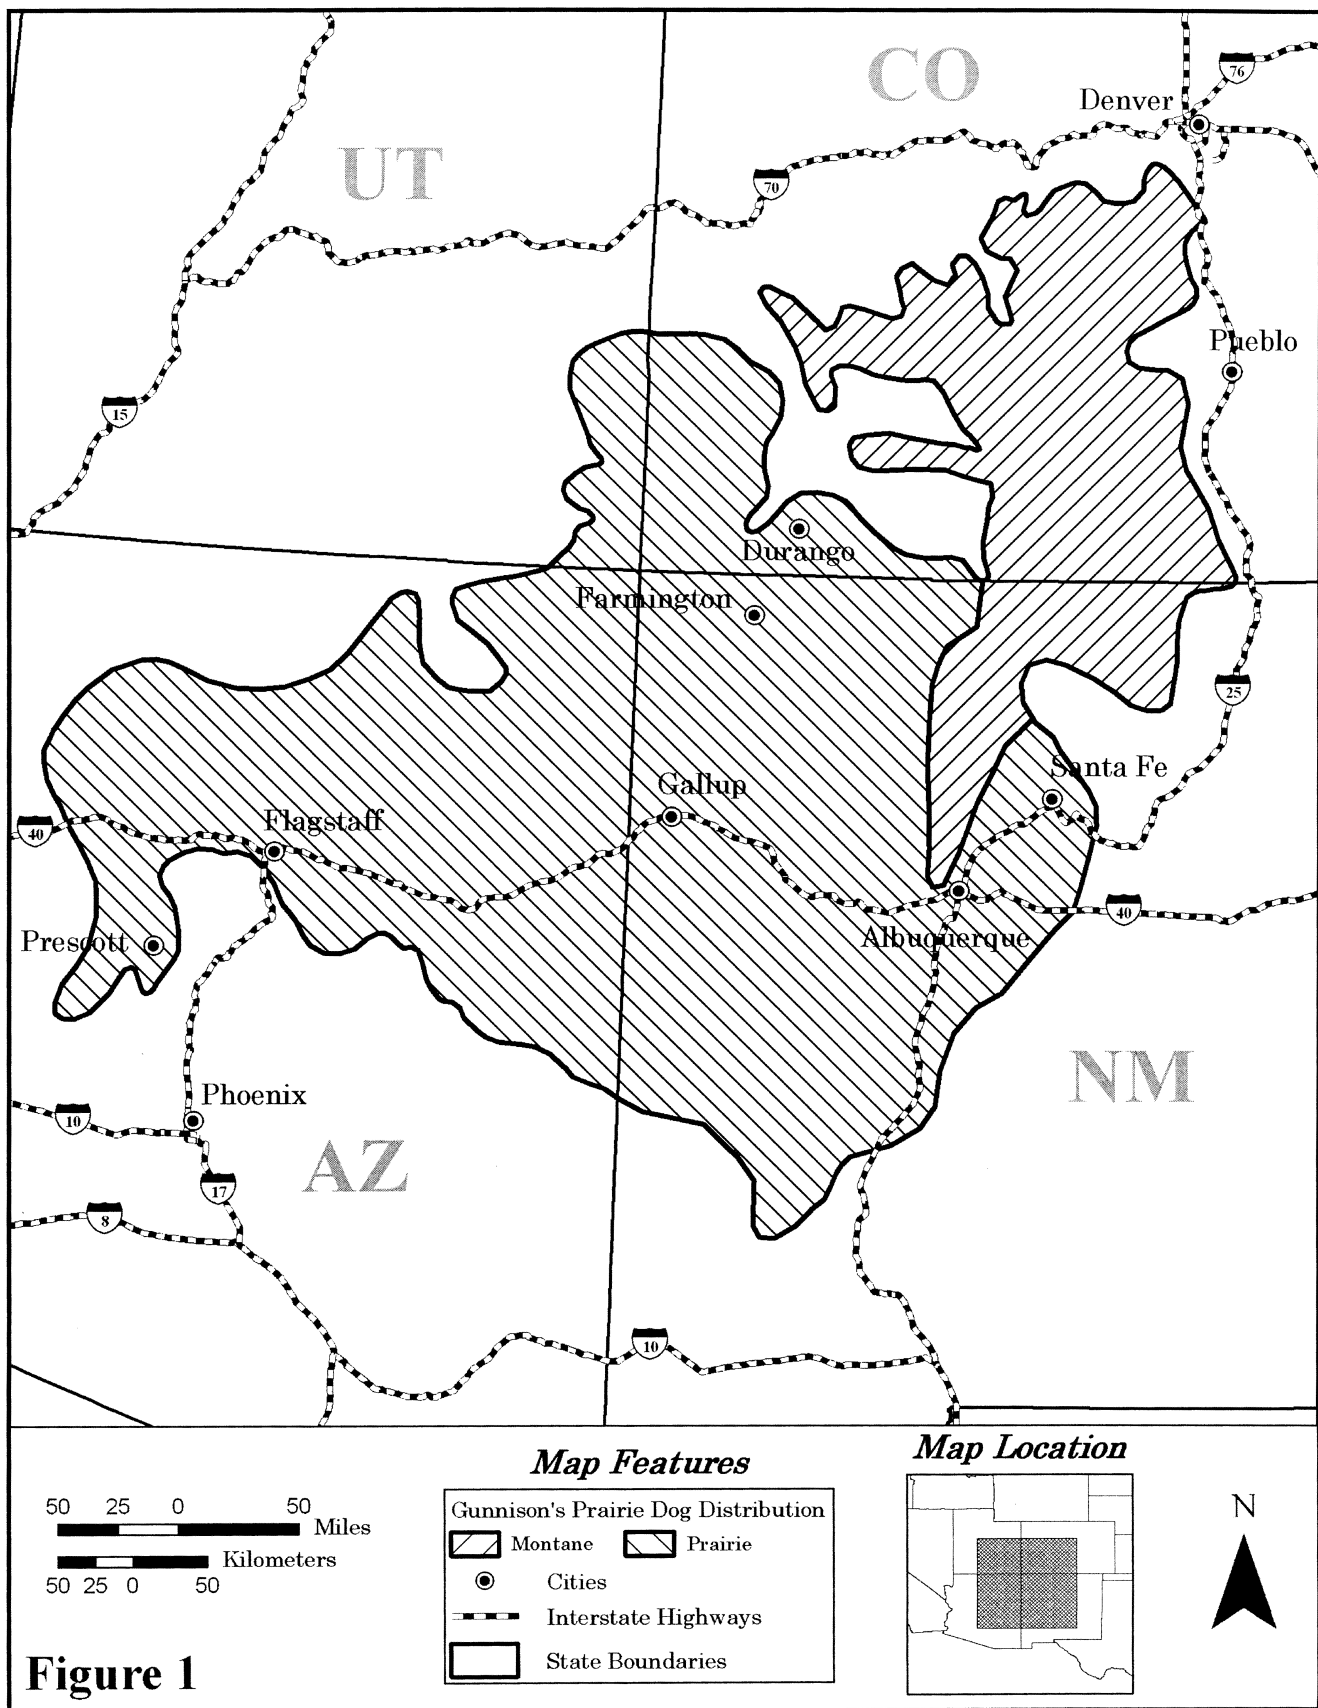 CO
76
Denver
UT
70
Pueblo
15
Durango
Farmington
25
Gallup
Santa Fe
40
Flagstaff
40
Prescott
Albuquerque
NM
Phoenix
10
AZ
17
8
10
Map Features
Map Location
50 25 0 50
Miles
Kilometers
50 25 0 50
Gunnison's Prairie Dog Distribution
Montane Prairie
Cities
Interstate Highways
State Boundaries
N
Figure 1